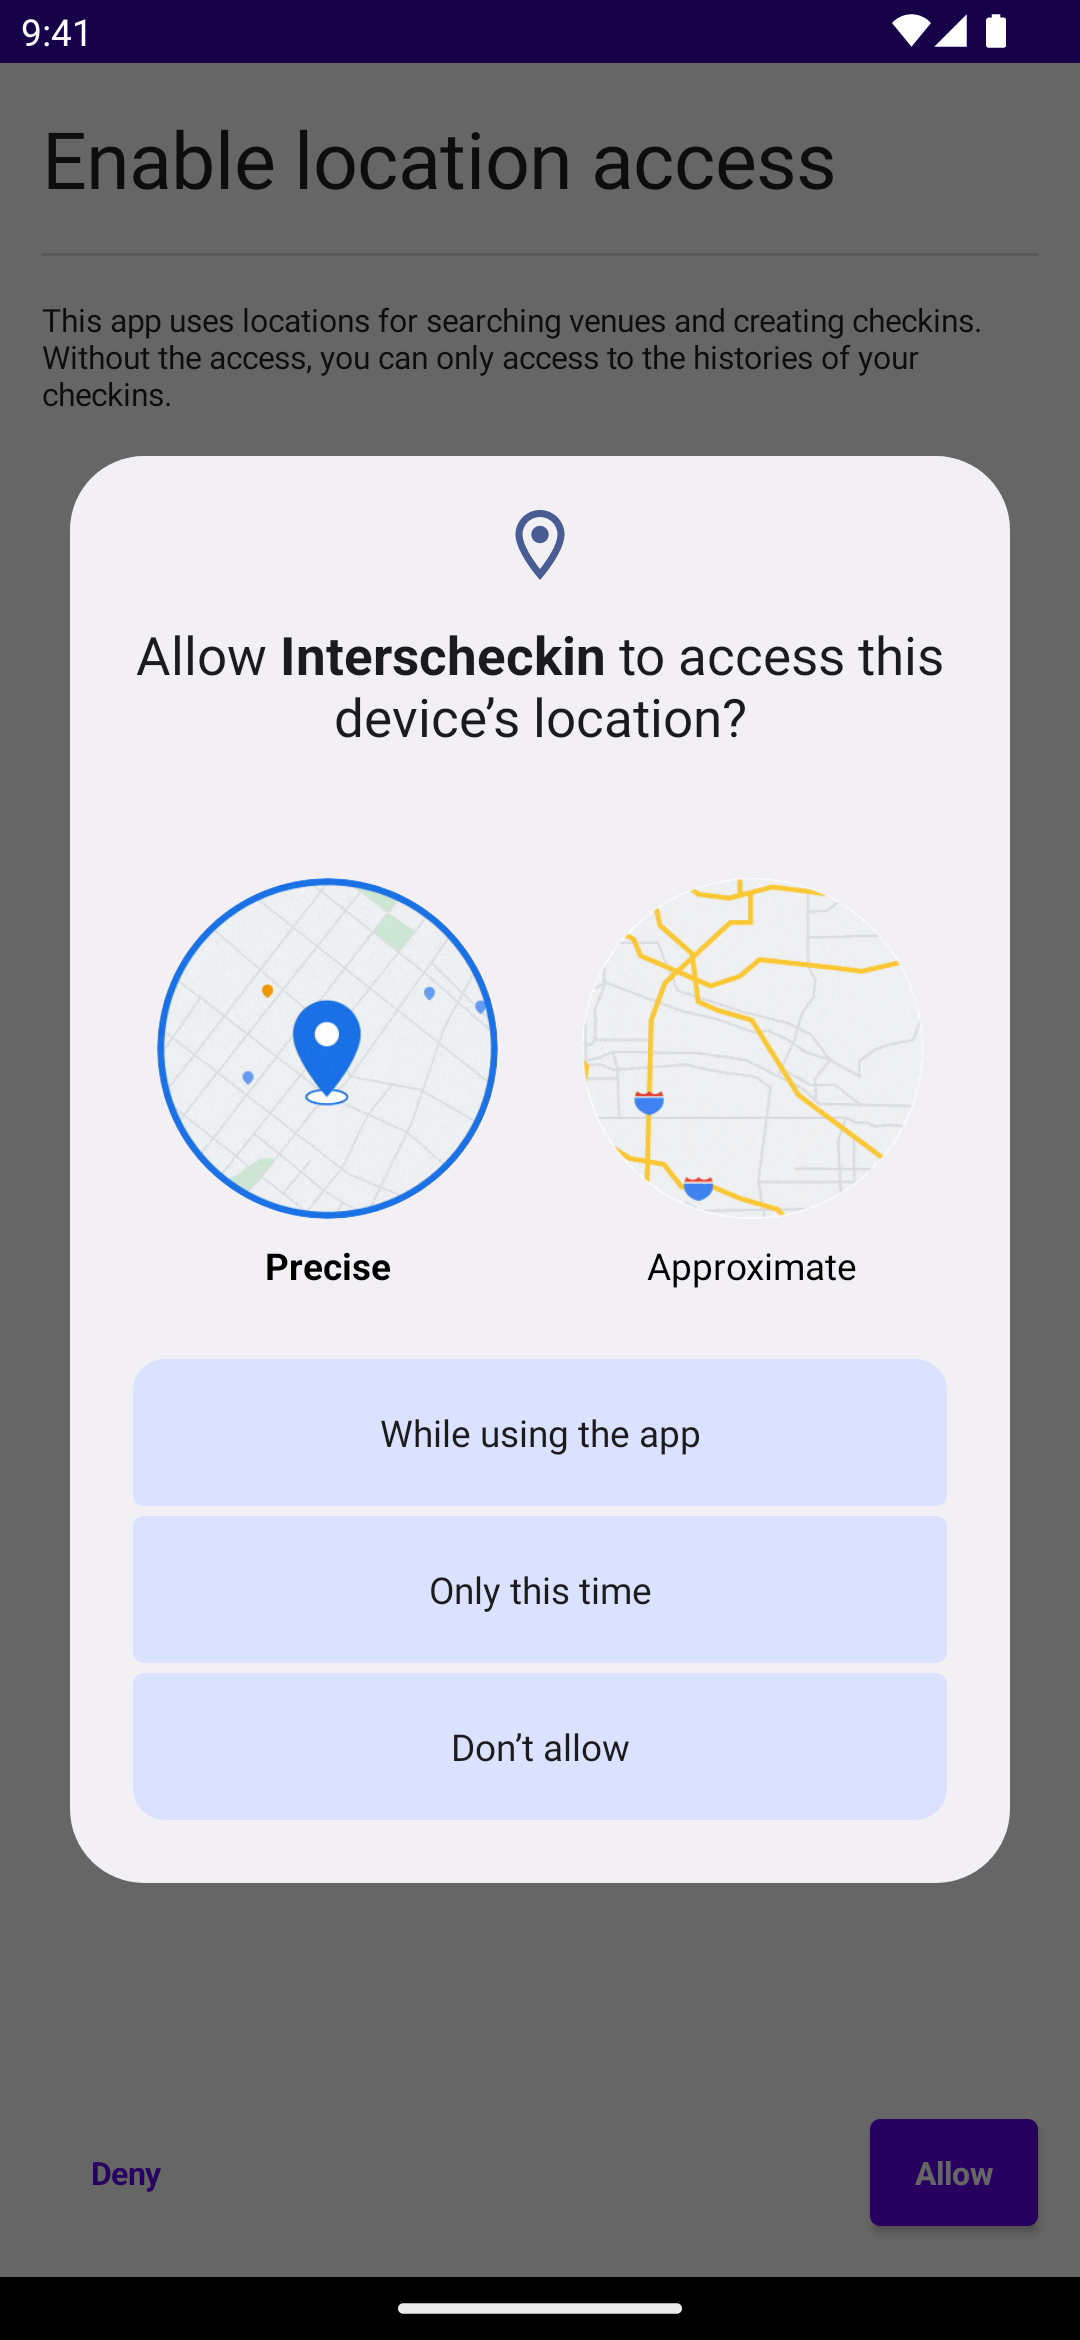 9:41
Enable location access
This app uses locations for searching venues and creating checkins.
Without the access, you can only access to the histories of your
checkins.
Allow Interscheckin to access this
device’s location?
Precise
Approximate
While using the app
Only this time
Don’t allow
Deny
Allow